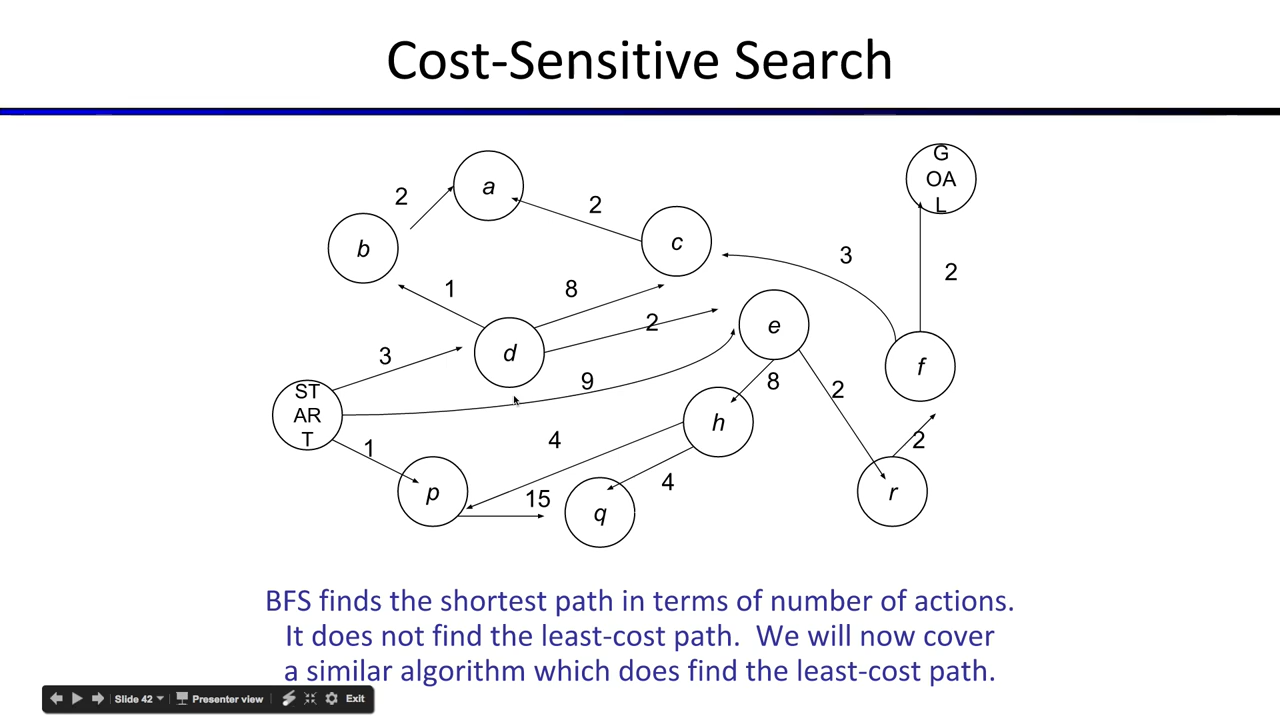 Cost-Sensitive Search
a
G
OA
L
2
2
b
c
3
2
1
8
e
2
d
f
3
9
8
2
ST
AR
T
h
4
2
1
p
15
4
q
r
BFS finds the shortest path in terms of number of actions.
It does not find the least-cost path. We will now cover
a similar algorithm which does find the least-cost path.
Slide 42
Presenter view
Exit